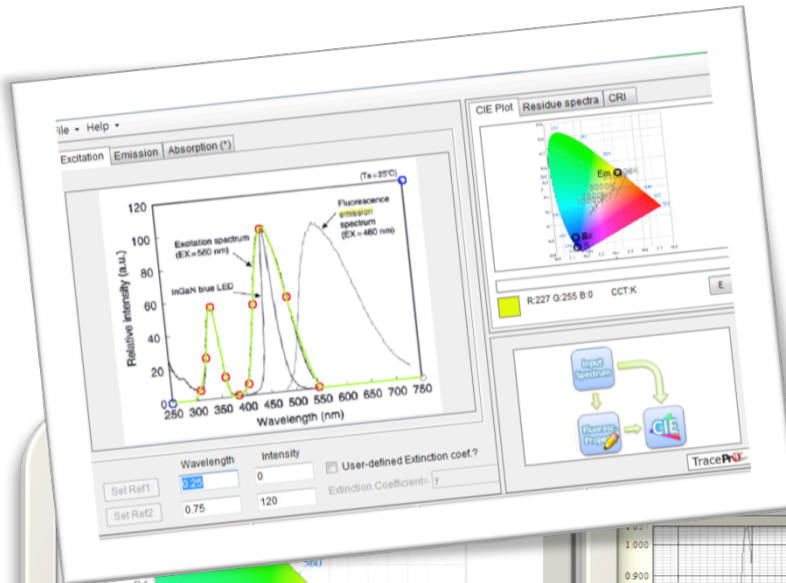 File Help
Excitation Emission Absorption (*)
(Ta=25°C)
Fluorescence
emission
spectrum
(EX=460 nm)
Excitation spectrum
(EX=560 nm)
InGaN blue LED
Relative intensity (a.u.)
120
100
80
60
40
20
0
250 300 350 400 450 500 550 600 650 700 750
Wavelength (nm)
Wavelength Intensity
Set Ref1 0.25 0
Set Ref2 0.75 120
User-defined Extinction coef.?
Extinction Coefficient= y
CIE Plot Residue spectra CRI
Em
R:227 G:255 B:0 CCT:K
E
Input
Spectrum
Fluoresc.
Prope
CIE
TracePro
560
1.000
0.900